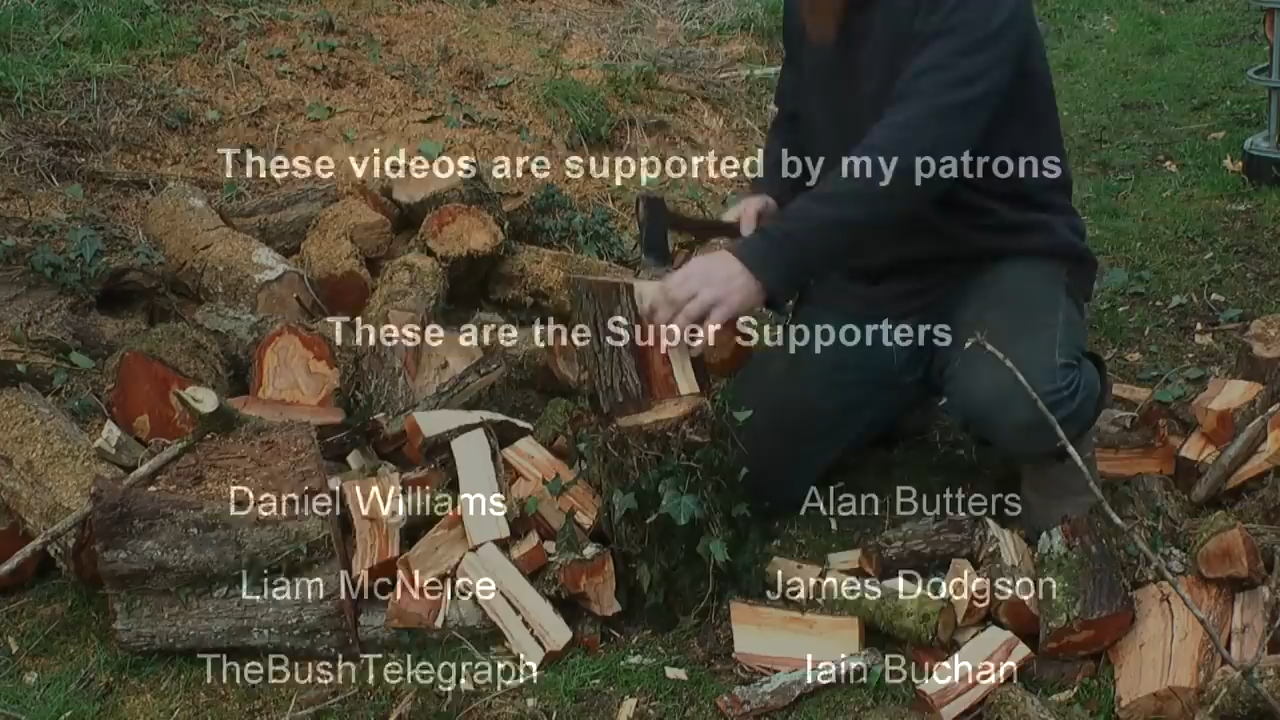 These videos are supported by my patrons
These are the Super Supporters
Daniel Williams Alan Butters
Liam McNeise James Dodgson
TheBushTelegraph Iain Buchan